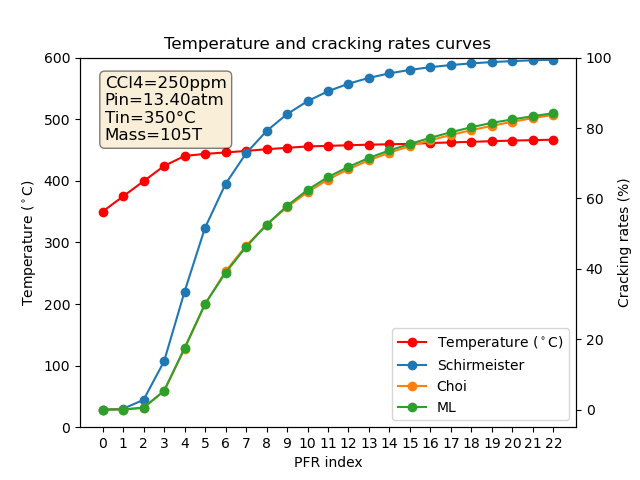 Temperature and cracking rates curves
CCl4=250ppm
Pin=13.40atm
Tin=350°C
Mass=105T
600
500
400
300
200
100
0
Temperature (°C)
100
80
60
40
20
0
Cracking rates (%)
Temperature (°C)
Schirmeister
Choi
ML
0 1 2 3 4 5 6 7 8 9 10 11 12 13 14 15 16 17 18 19 20 21 22
PFR index